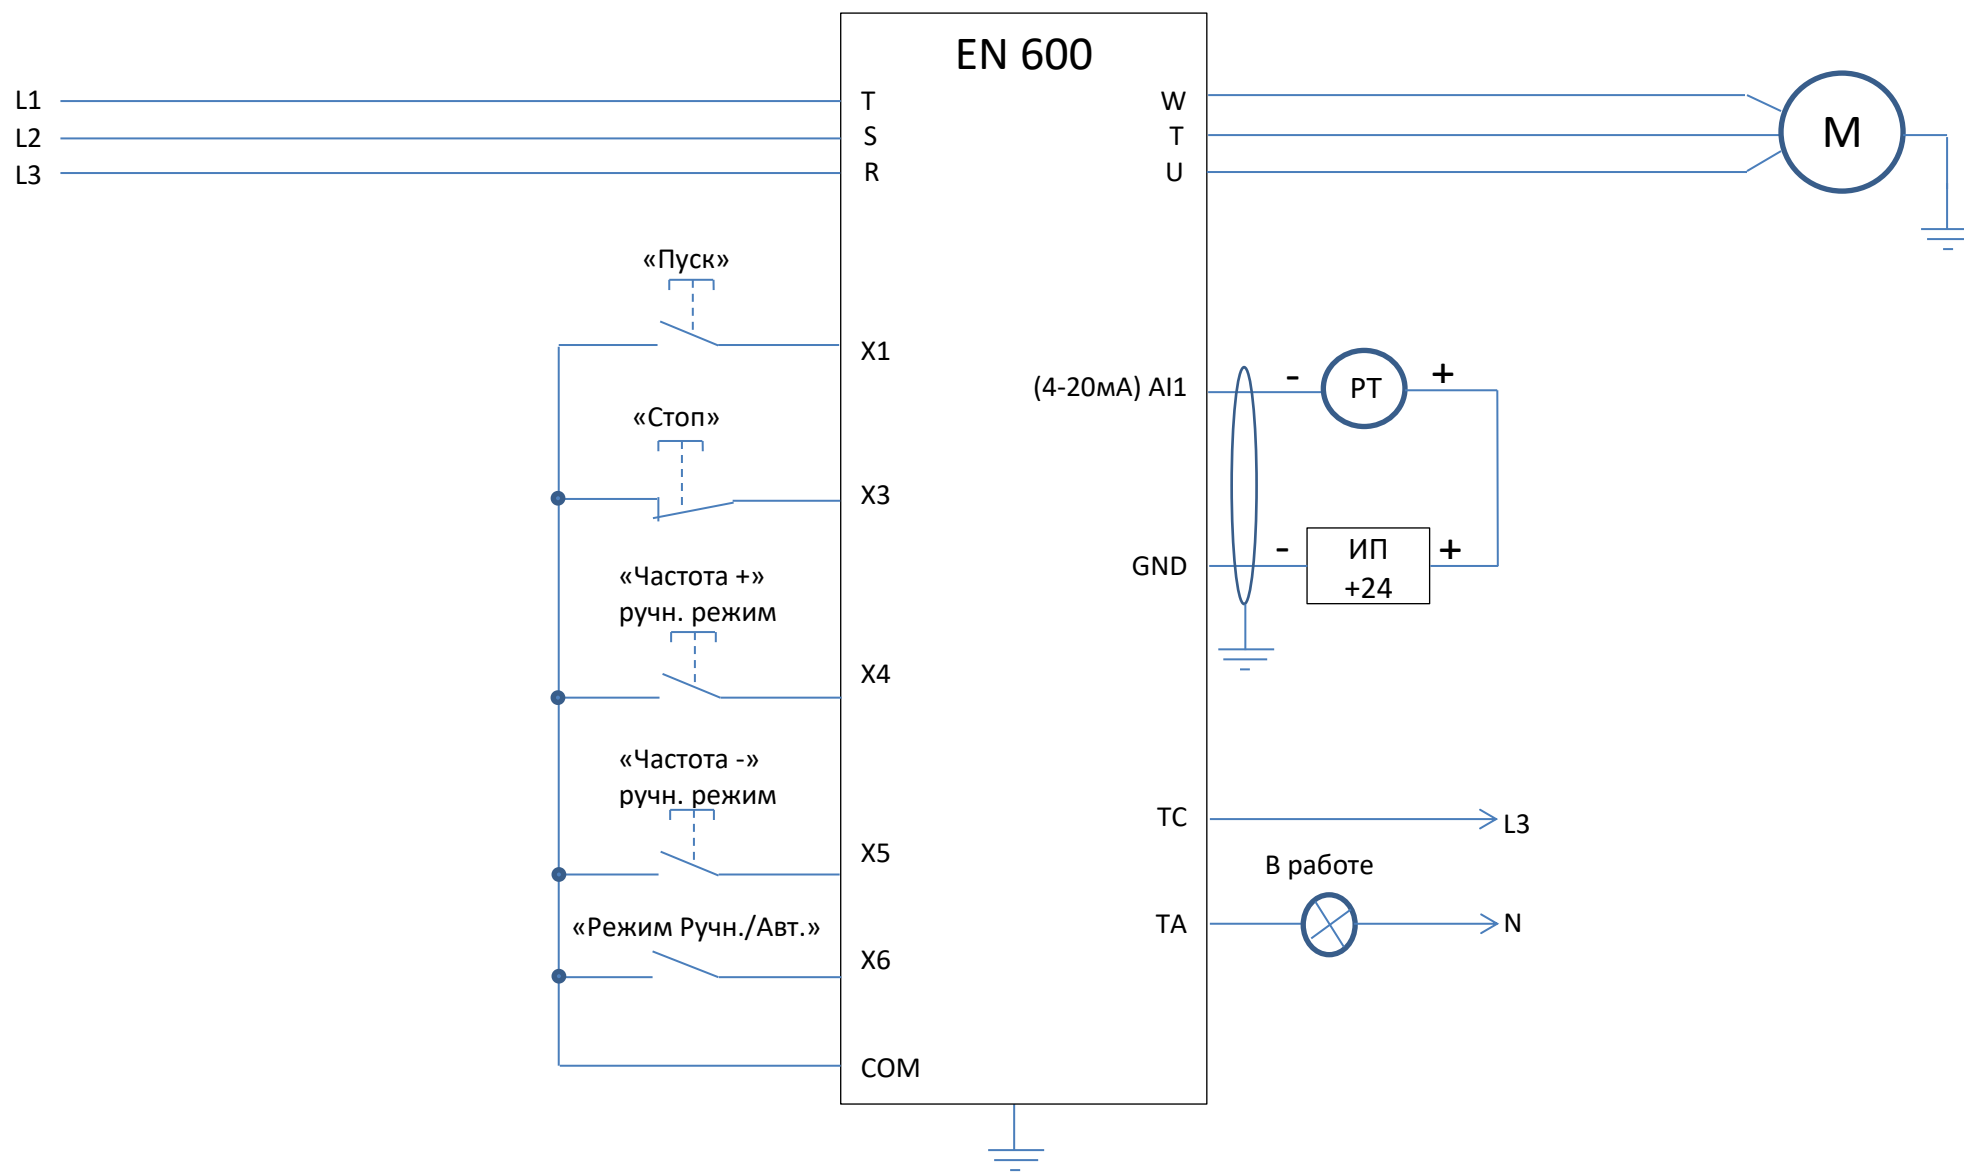 EN 600
L1
L2
L3
T
S
R
W
T
U
M
«Пуск»
X1
(4-20мА) AI1
-
PT
+
«Стоп»
X3
GND
-
ИП
+24
+
«Частота +»
ручн. режим
X4
«Частота -»
ручн. режим
X5
TC
L3
В работе
TA
N
«Режим Ручн./Авт.»
X6
COM